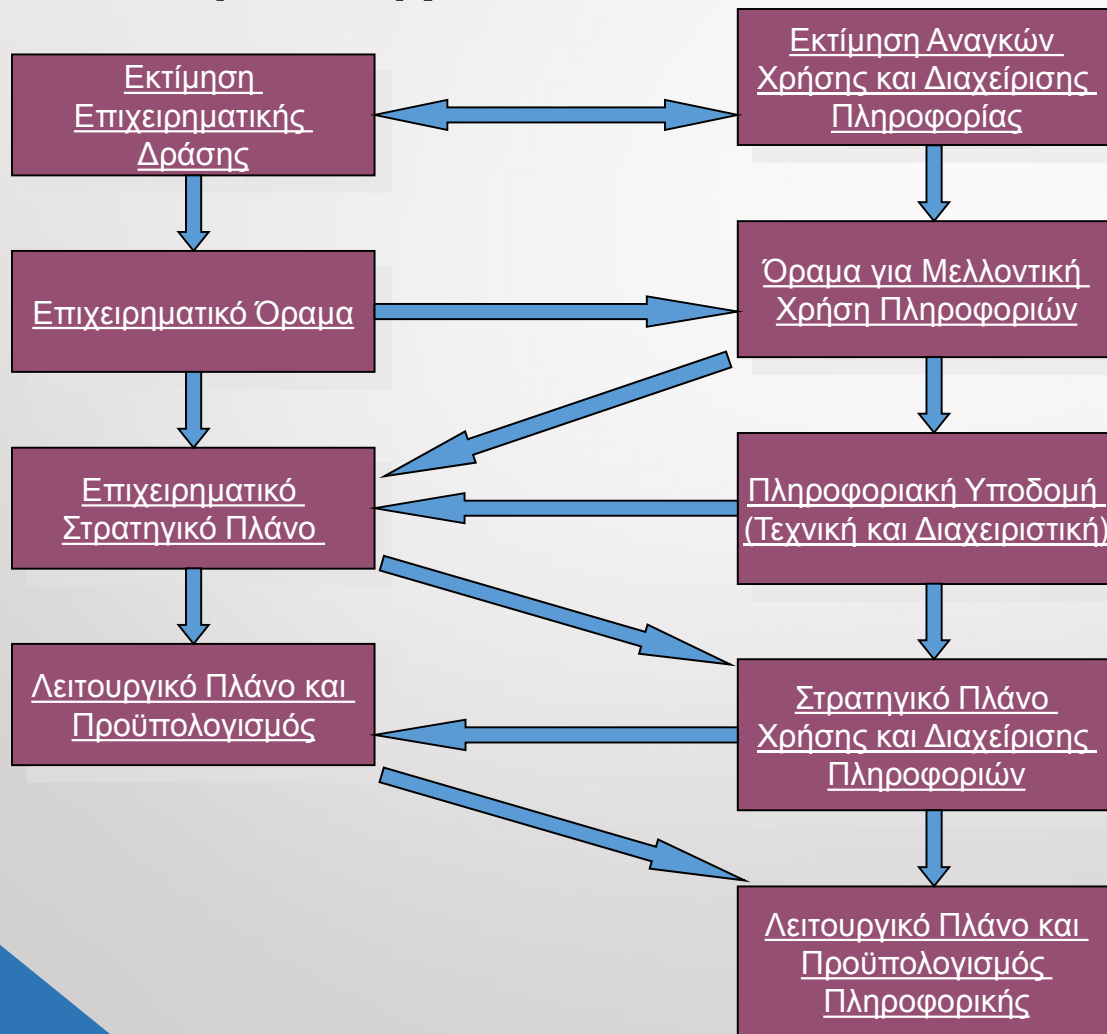 Εκτίμηση
Επιχειρηματικής
Δράσης
Εκτίμηση Αναγκών
Χρήσης και Διαχείρισης
Πληροφορίας
Επιχειρηματικό Όραμα
Όραμα για Μελλοντική
Χρήση Πληροφοριών
Επιχειρηματικό
Στρατηγικό Πλάνο
Πληροφοριακή Υποδομή
(Τεχνική και Διαχειριστική)
Λειτουργικό Πλάνο και
Προϋπολογισμός
Στρατηγικό Πλάνο
Χρήσης και Διαχείρισης
Πληροφοριών
Λειτουργικό Πλάνο και
Προϋπολογισμός
Πληροφορικής